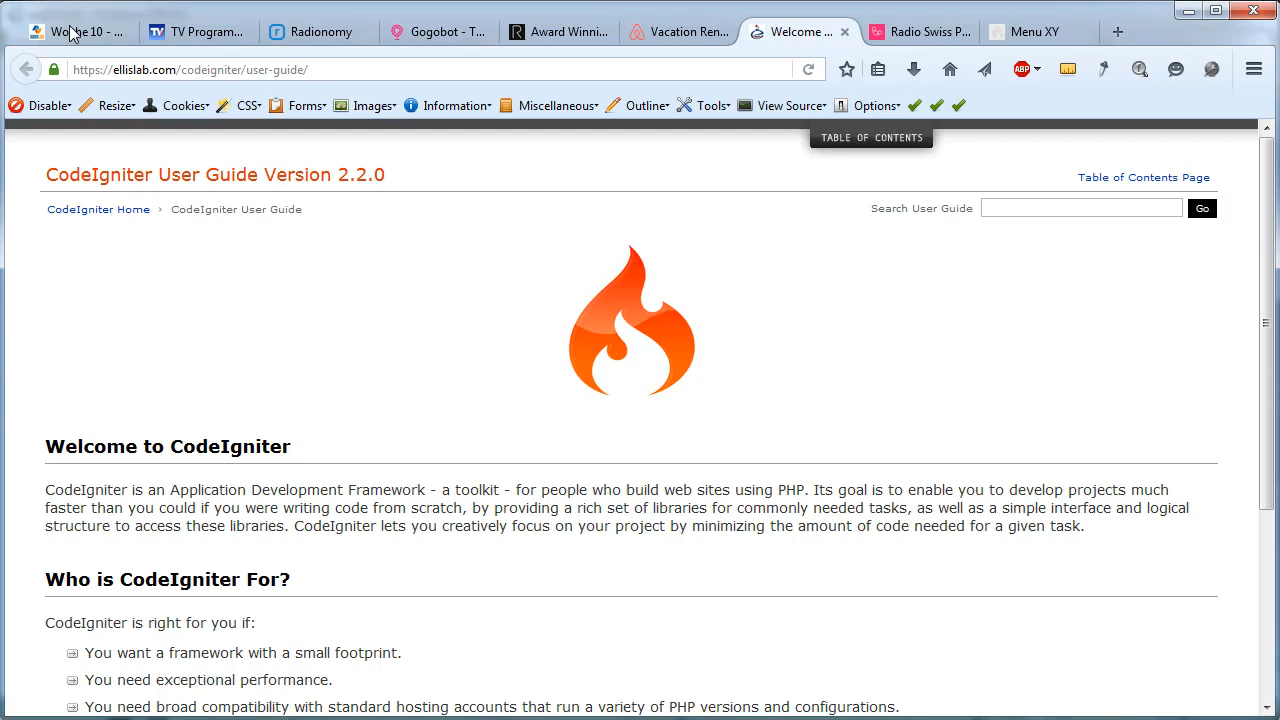 TV Program...
Radionomy
Gogobot - T...
Award Winni...
Vacation Ren...
Welcome ...
Radio Swiss P...
Menu XY
https://ellislab.com/codeigniter/user-guide/
ABP
Disable
Resize
Cookies
CSS
Forms
Images
Information
Miscellaneous
Outline
Tools
View Source
Options
TABLE OF CONTENTS
CodeIgniter User Guide Version 2.2.0
Table of Contents Page
CodeIgniter Home › CodeIgniter User Guide
Search User Guide
Go
Welcome to CodeIgniter
CodeIgniter is an Application Development Framework - a toolkit - for people who build web sites using PHP. Its goal is to enable you to develop projects much
faster than you could if you were writing code from scratch, by providing a rich set of libraries for commonly needed tasks, as well as a simple interface and logical
structure to access these libraries. CodeIgniter lets you creatively focus on your project by minimizing the amount of code needed for a given task.
Who is CodeIgniter For?
CodeIgniter is right for you if:
You want a framework with a small footprint.
You need exceptional performance.
You need broad compatibility with standard hosting accounts that run a variety of PHP versions and configurations.